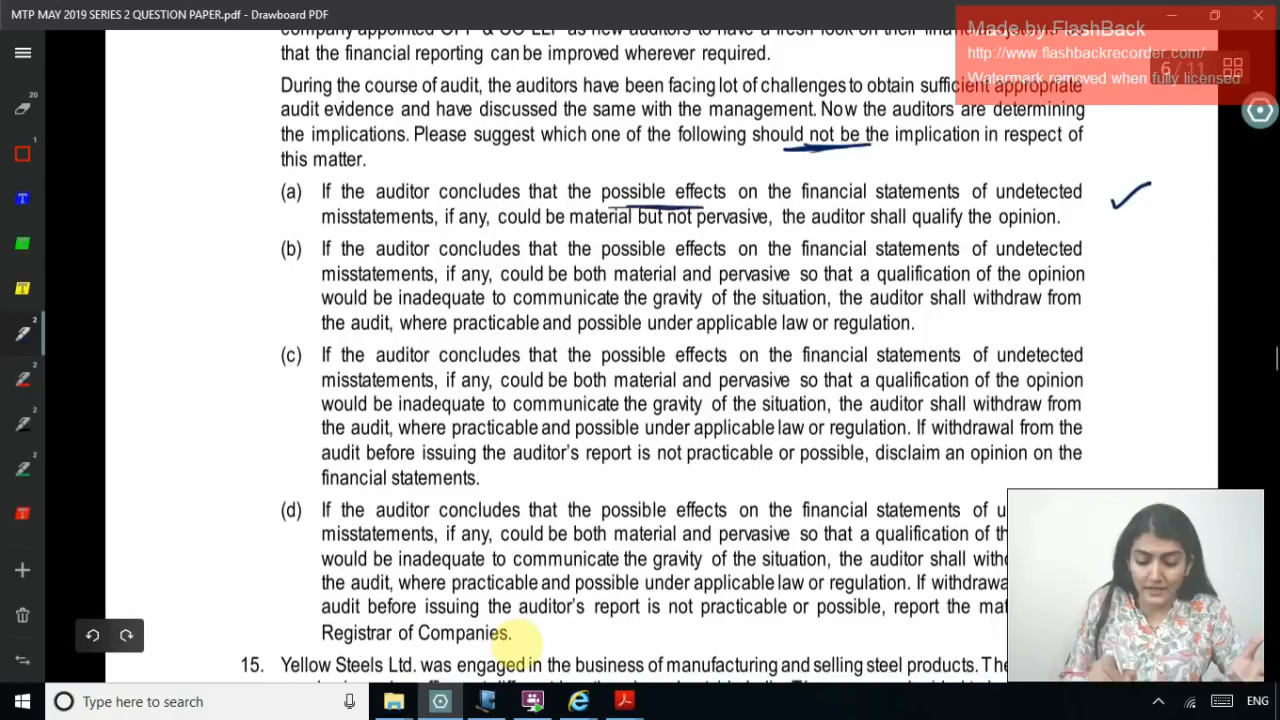 MTP MAY 2019 SERIES 2 QUESTION PAPER.pdf - Drawboard PDF
Made by FlashBack
http://www.flashbackrecorder.com/
Watermark removed when fully licensed
6 / 11
that the financial reporting can be improved wherever required.
During the course of audit, the auditors have been facing lot of challenges to obtain sufficient appropriate
audit evidence and have discussed the same with the management. Now the auditors are determining
the implications. Please suggest which one of the following should not be the implication in respect of
this matter.
(a) If the auditor concludes that the possible effects on the financial statements of undetected
misstatements, if any, could be material but not pervasive, the auditor shall qualify the opinion.
(b) If the auditor concludes that the possible effects on the financial statements of undetected
misstatements, if any, could be both material and pervasive so that a qualification of the opinion
would be inadequate to communicate the gravity of the situation, the auditor shall withdraw from
the audit, where practicable and possible under applicable law or regulation.
(c) If the auditor concludes that the possible effects on the financial statements of undetected
misstatements, if any, could be both material and pervasive so that a qualification of the opinion
would be inadequate to communicate the gravity of the situation, the auditor shall withdraw from
the audit, where practicable and possible under applicable law or regulation. If withdrawal from the
audit before issuing the auditor's report is not practicable or possible, disclaim an opinion on the
financial statements.
(d) If the auditor concludes that the possible effects on the financial statements of
misstatements, if any, could be both material and pervasive so that a qualification of
would be inadequate to communicate the gravity of the situation, the auditor shall
the audit, where practicable and possible under applicable law or regulation. If
audit before issuing the auditor's report is not practicable or possible, report the
Registrar of Companies.
15. Yellow Steels Ltd. was engaged in the business of manufacturing and selling steel products.
Type here to search
ENG